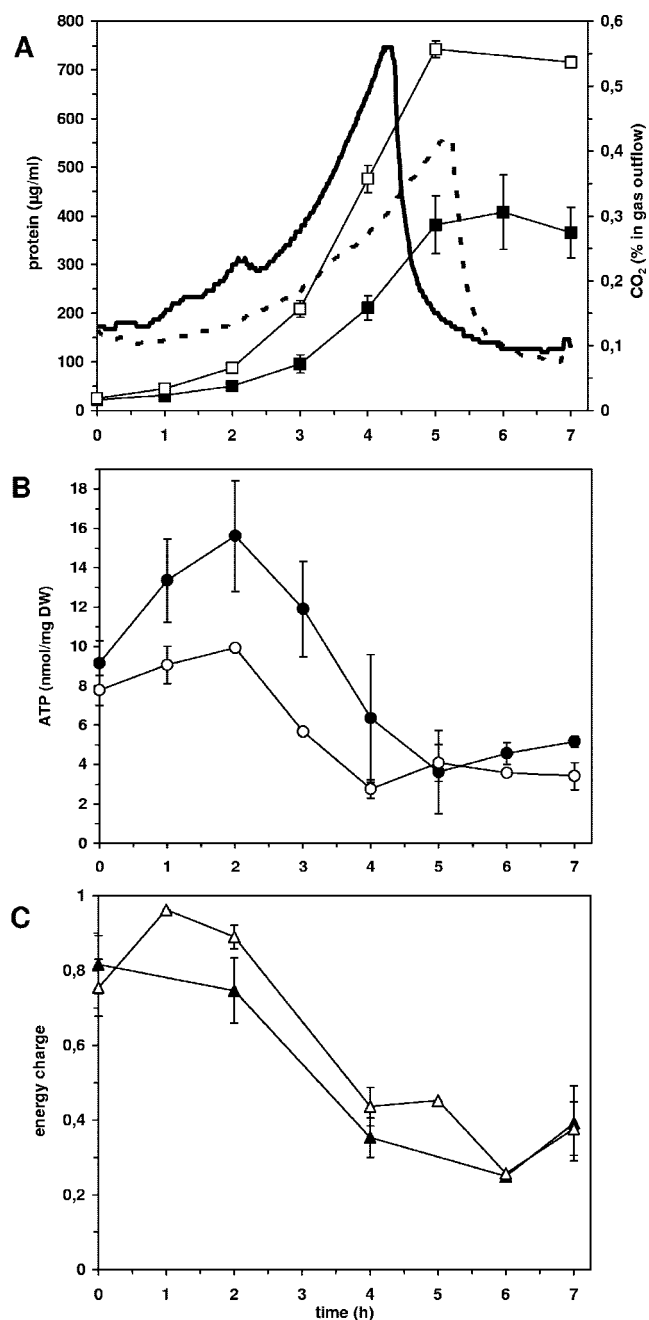 A
protein (µg/ml)
800
700
600
500
400
300
200
100
0
0,6
0,5
0,4
0,3
0,2
0,1
0
CO2 (% in gas outflow)
0 1 2 3 4 5 6 7
B
ATP (nmol/mg DW)
18
16
14
12
10
8
6
4
2
0
0 1 2 3 4 5 6 7
C
energy charge
1
0,8
0,6
0,4
0,2
0
0 1 2 3 4 5 6 7
time (h)